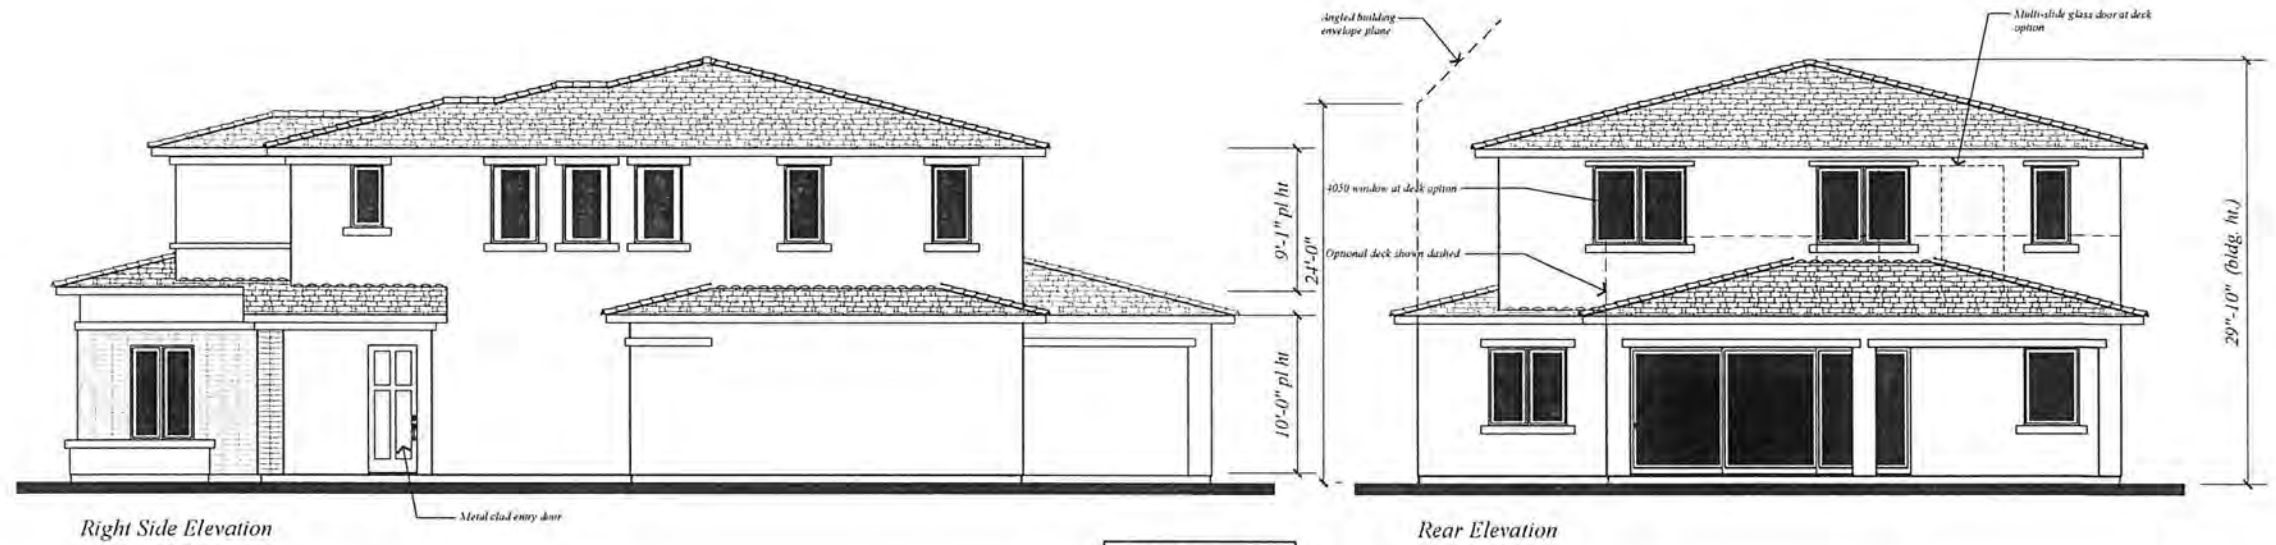 Angled building
envelope plane
Multi-slide glass door at deck
option
4050 window at deck option
Optional deck shown dashed
9'-1" pl ht
24'-0"
10'-0" pl ht
29"-10" (bldg. ht.)
Metal clad entry door
Right Side Elevation
Rear Elevation